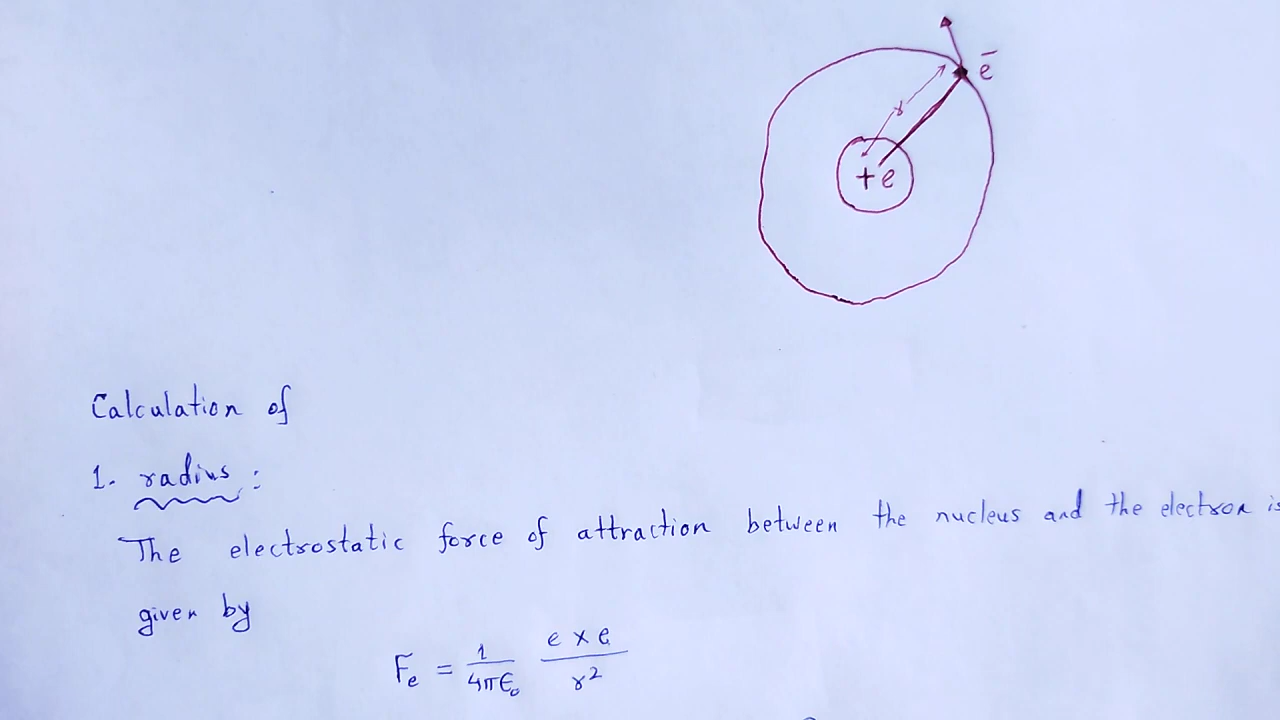 e⁻
r
+e
Calculation of
1. radius :
The electrostatic force of attraction between the nucleus and the electron is
given by
Fₑ = 1/4πϵ₀ e × e/r²